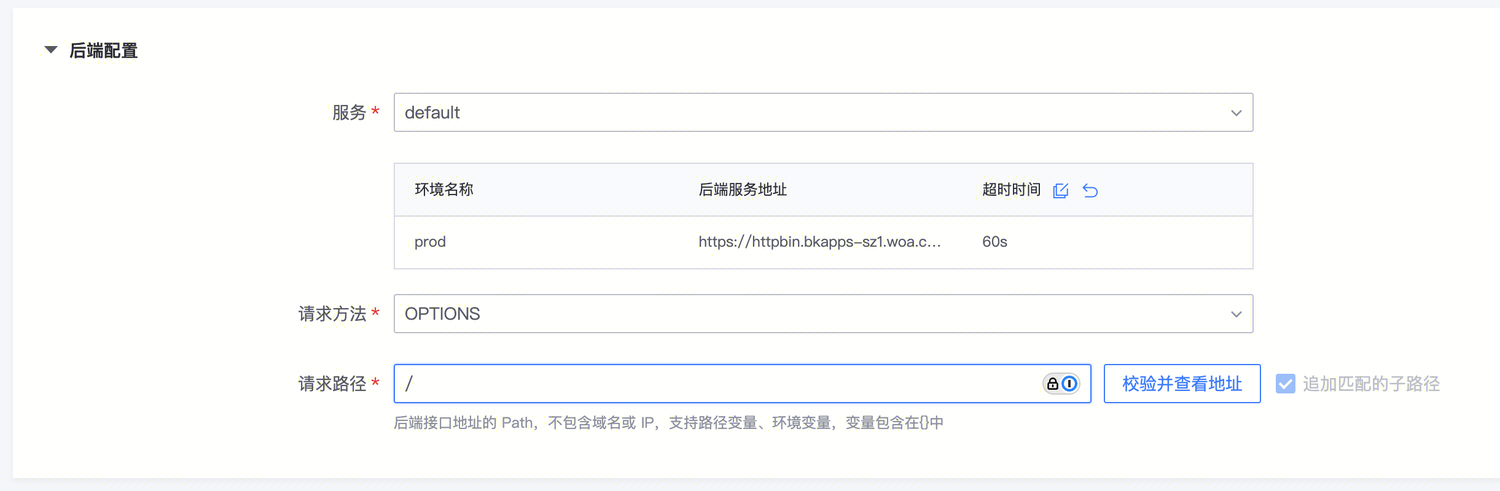 后端配置
服务 * default
环境名称 后端服务地址 超时时间
prod https://httpbin.bkapps-sz1.woa.c... 60s
请求方法 * OPTIONS
请求路径 * / 校验并查看地址 追加匹配的子路径
后端接口地址的 Path，不包含域名或 IP，支持路径变量、环境变量，变量包含在{}中